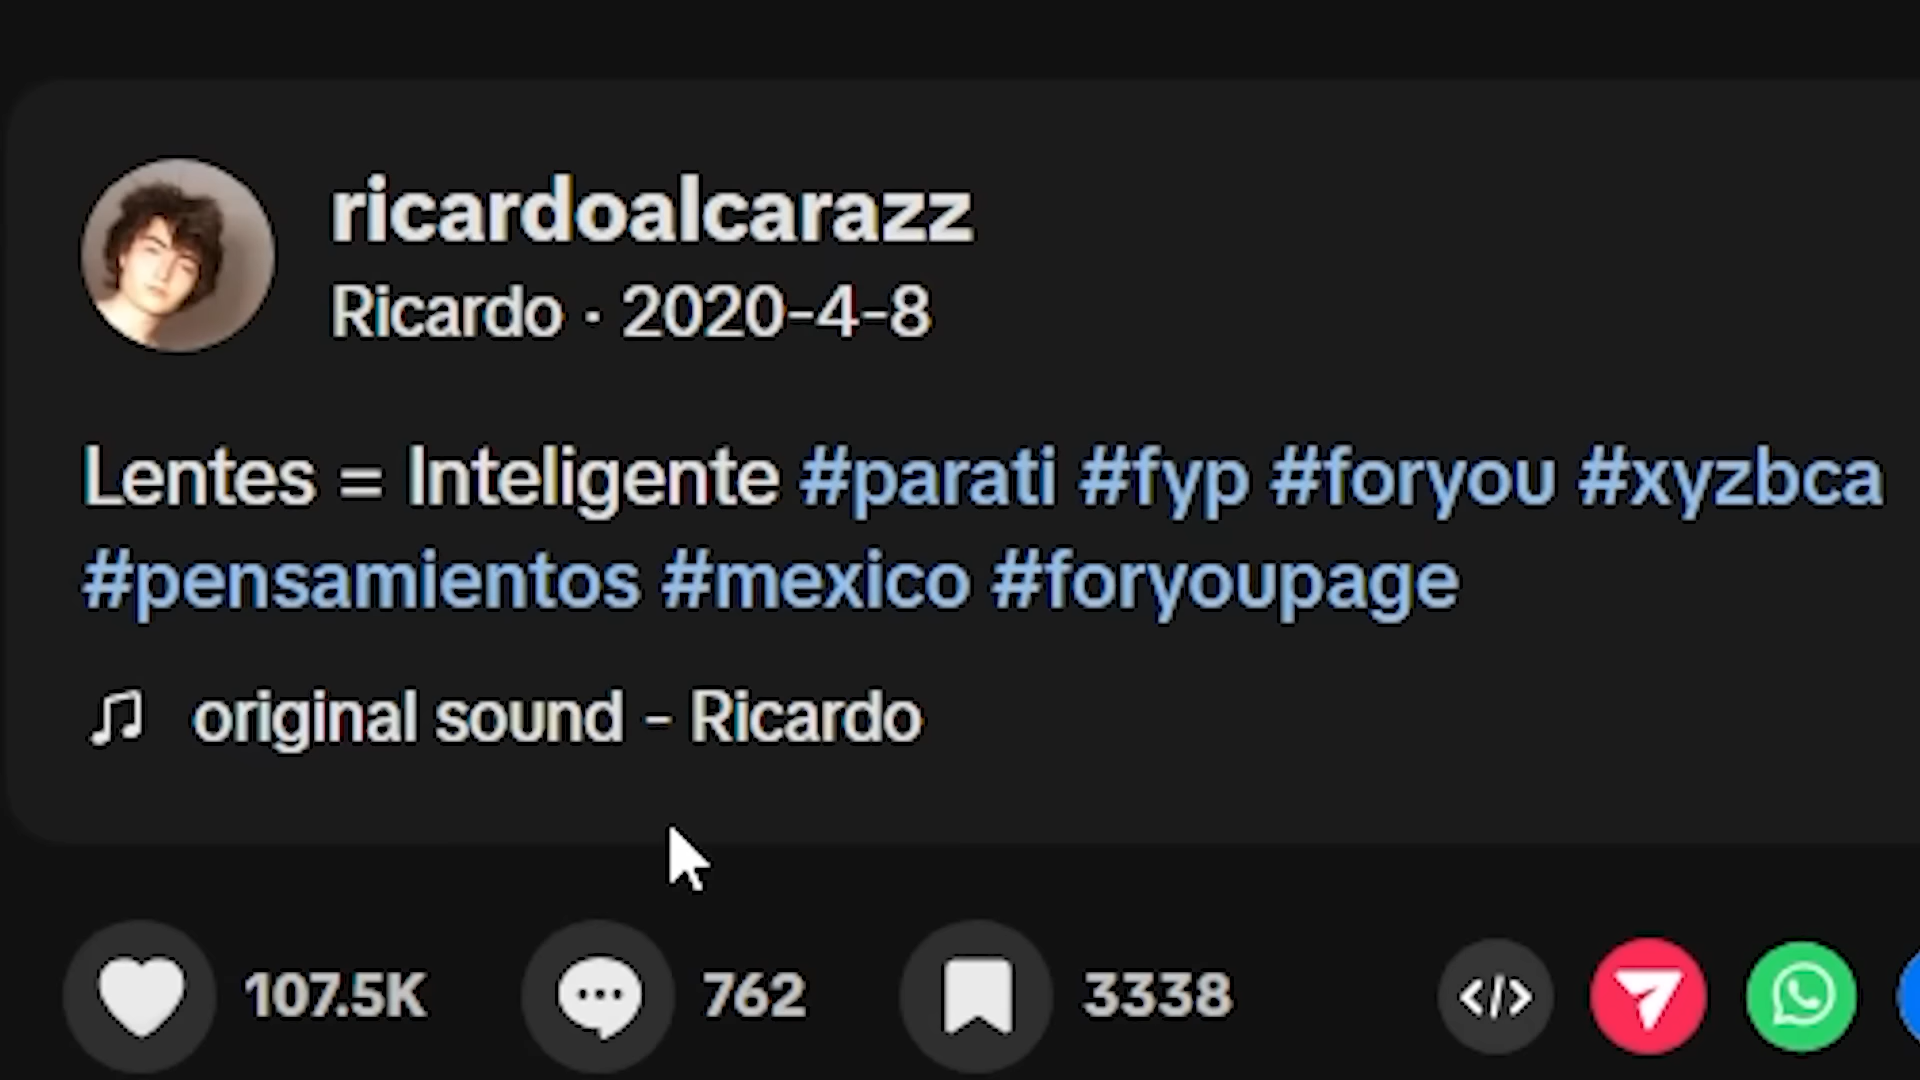 ricardoalcarazz
Ricardo · 2020-4-8
Lentes = Inteligente #parati #fyp #foryou #xyzbca
#pensamientos #mexico #foryoupage
original sound - Ricardo
107.5K 762 3338